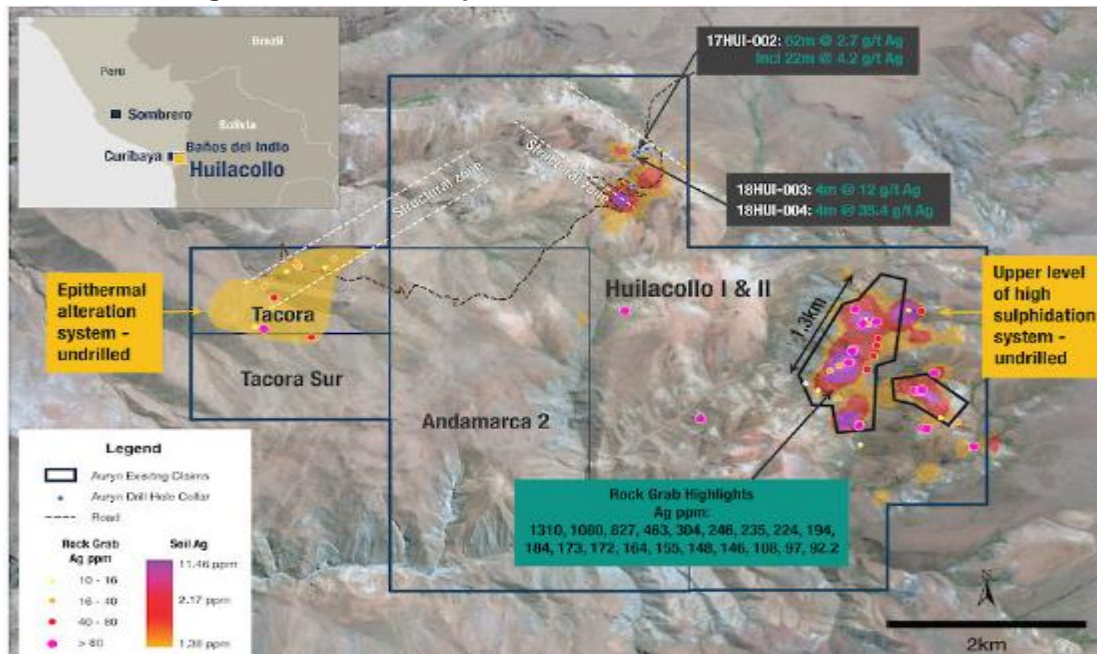 Brazil
Peru
Sombrero
Bolivia
Baños del Indio
Curibaya
Huilacollo
17HUI-002: 62m @ 2.7 g/t Ag
Incl 22m @ 4.2 g/t Ag
Structural zone
Structural zone
18HUI-003: 4m @ 12 g/t Ag
18HUI-004: 4m @ 35.4 g/t Ag
Epithermal
alteration
system -
undrilled
Tacora
Tacora Sur
Andamarca 2
Huilacollo I & II
1.3km
Upper level
of high
sulphidation
system -
undrilled
Rock Grab Highlights
Ag ppm:
1310, 1080, 827, 463, 304, 246, 235, 224, 194,
184, 173, 172, 164, 155, 148, 146, 108, 97, 92.2
Legend
Auryn Existing Claims
Auryn Drill Hole Collar
Road
Rock Grab
Ag ppm
10 - 16
16 - 40
40 - 80
> 80
Soil Ag
11.46 ppm
2.17 ppm
1.38 ppm
N
2km